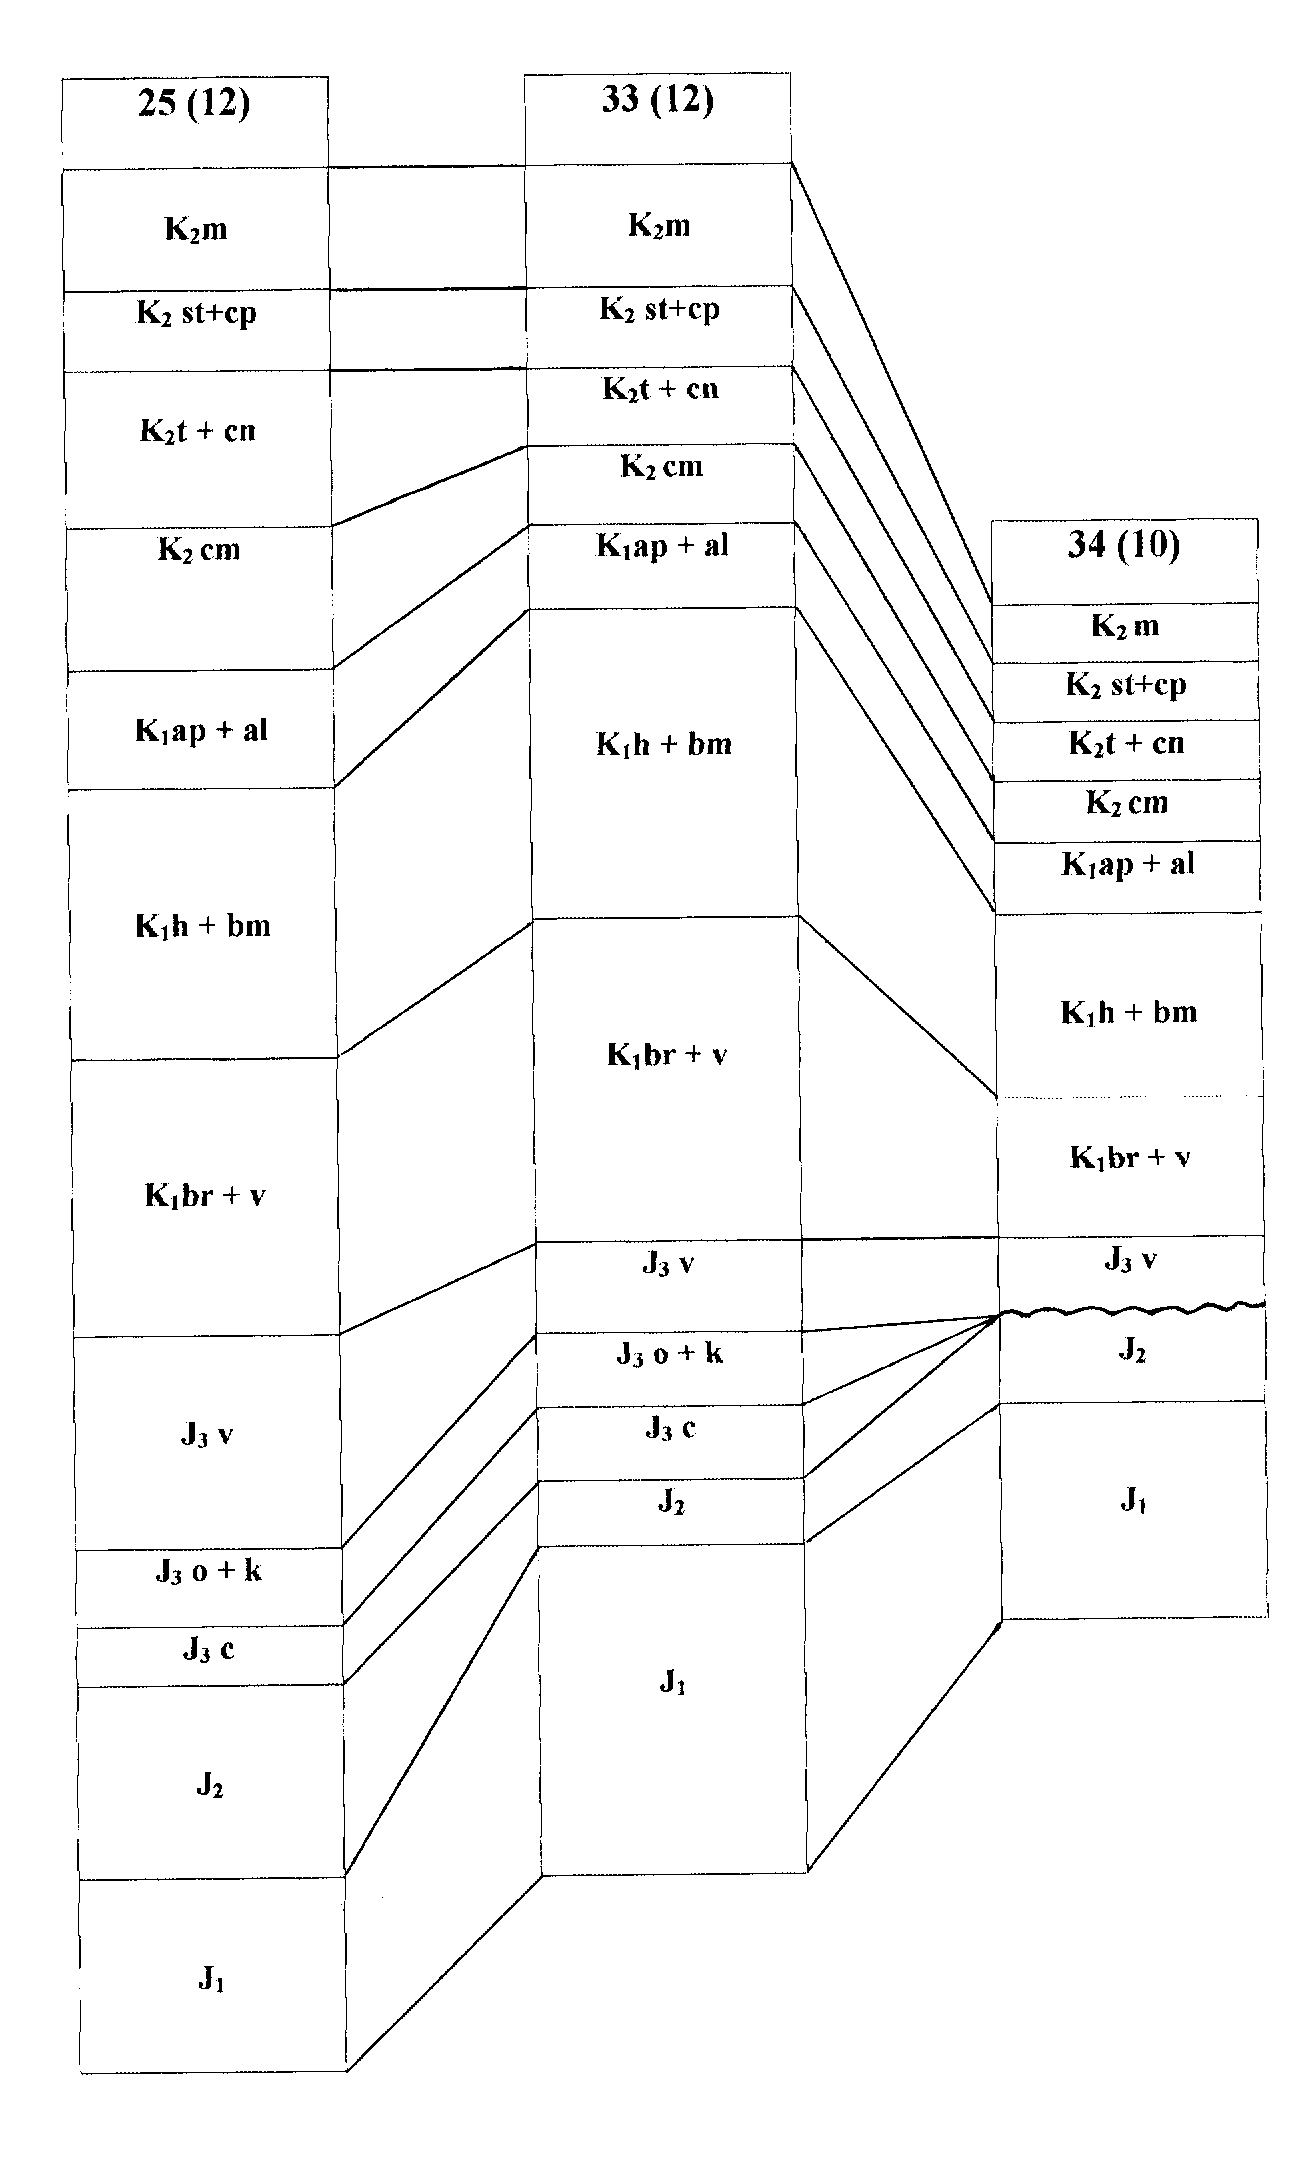 25 (12)
K₂m
K₂ st+cp
K₂t + cn
K₂ cm
K₁ap + al
K₁h + bm
K₁br + v
J₃ v
J₃ o + k
J₃ c
J₂
J₁
33 (12)
K₂m
K₂ st+cp
K₂t + cn
K₂ cm
K₁ap + al
K₁h + bm
K₁br + v
J₃ v
J₃ o + k
J₃ c
J₂
J₁
34 (10)
K₂ m
K₂ st+cp
K₂t + cn
K₂ cm
K₁ap + al
K₁h + bm
K₁br + v
J₃ v
J₂
J₁